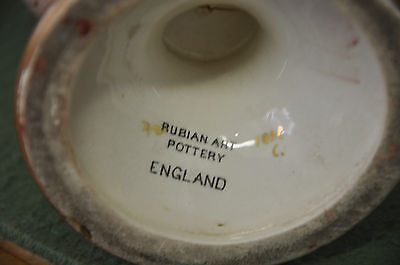 RUBIAN ART
POTTERY
ENGLAND
C.